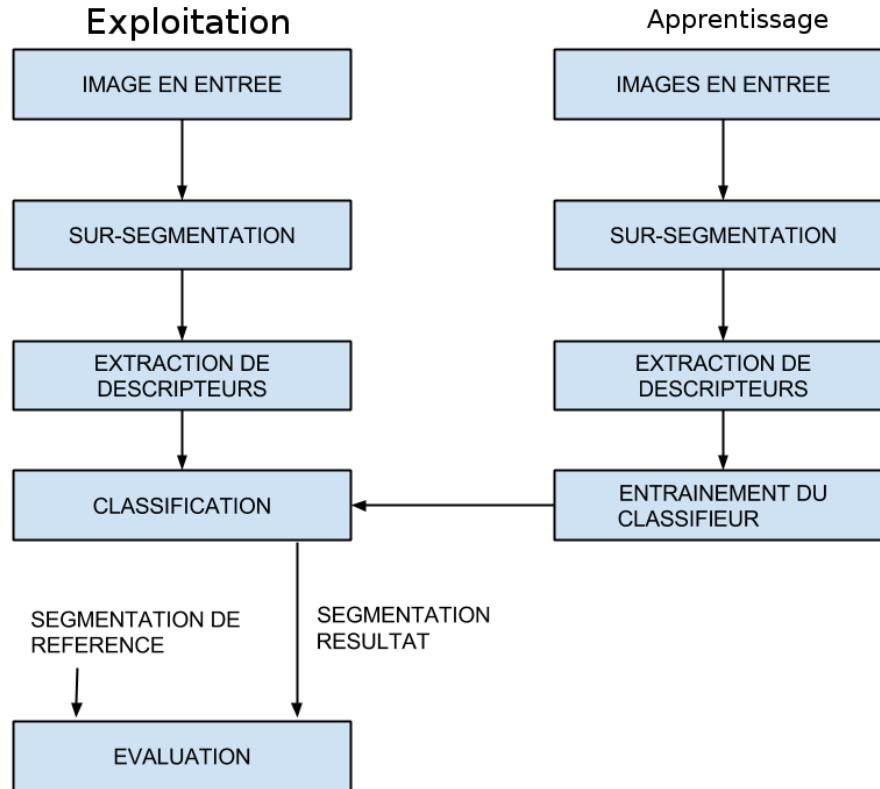 Exploitation
IMAGE EN ENTREE
SUR-SEGMENTATION
EXTRACTION DE
DESCRIPTEURS
CLASSIFICATION
SEGMENTATION DE
REFERENCE
SEGMENTATION
RESULTAT
EVALUATION
Apprentissage
IMAGES EN ENTREE
SUR-SEGMENTATION
EXTRACTION DE
DESCRIPTEURS
ENTRAINEMENT DU
CLASSIFIEUR